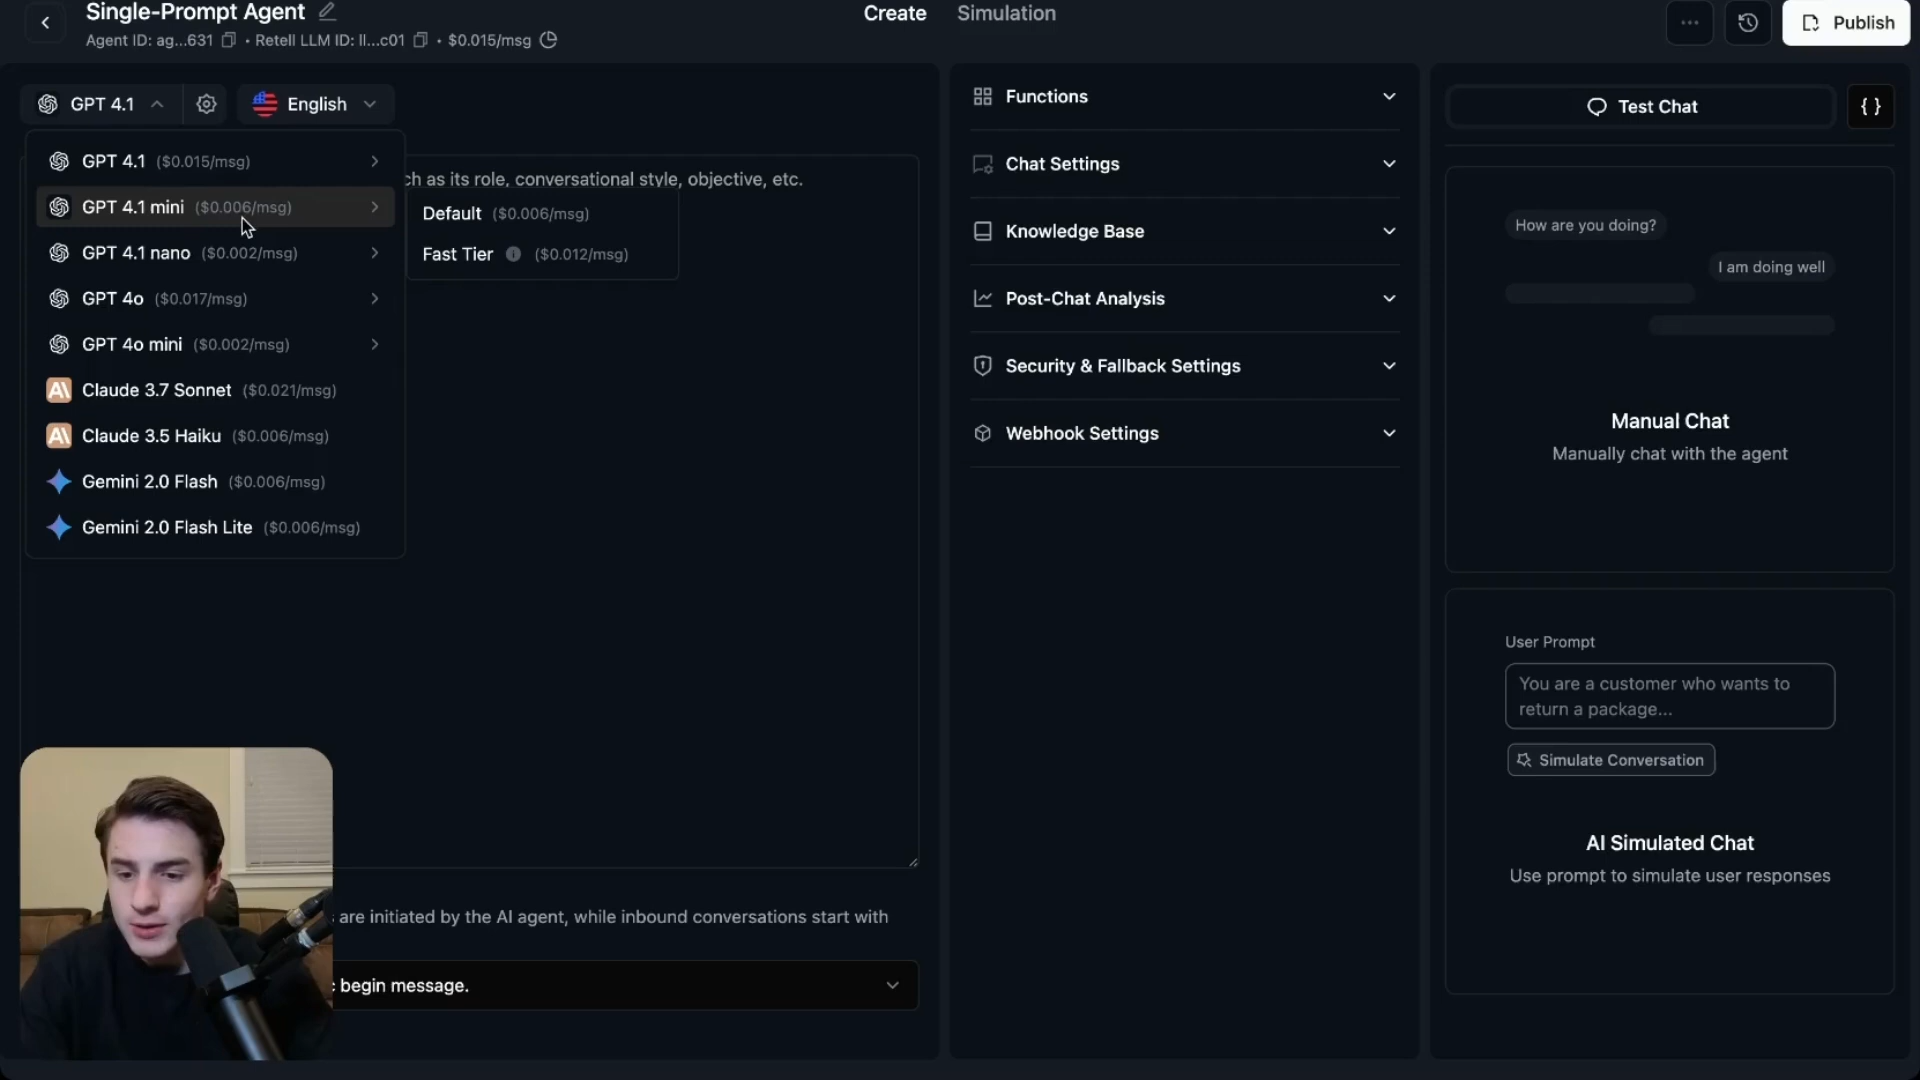 Single-Prompt Agent
Agent ID: ag...631 • Retell LLM ID: ll...c01 • $0.015/msg
Create
Simulation
Publish
GPT 4.1
English
GPT 4.1 ($0.015/msg)
GPT 4.1 mini ($0.006/msg)
GPT 4.1 nano ($0.002/msg)
GPT 4o ($0.017/msg)
GPT 4o mini ($0.002/msg)
Claude 3.7 Sonnet ($0.021/msg)
Claude 3.5 Haiku ($0.006/msg)
Gemini 2.0 Flash ($0.006/msg)
Gemini 2.0 Flash Lite ($0.006/msg)
ch as its role, conversational style, objective, etc.
Default ($0.006/msg)
Fast Tier ($0.012/msg)
are initiated by the AI agent, while inbound conversations start with
begin message.
Functions
Chat Settings
Knowledge Base
Post-Chat Analysis
Security & Fallback Settings
Webhook Settings
Test Chat
{ }
How are you doing?
I am doing well
Manual Chat
Manually chat with the agent
User Prompt
You are a customer who wants to
return a package...
Simulate Conversation
AI Simulated Chat
Use prompt to simulate user responses